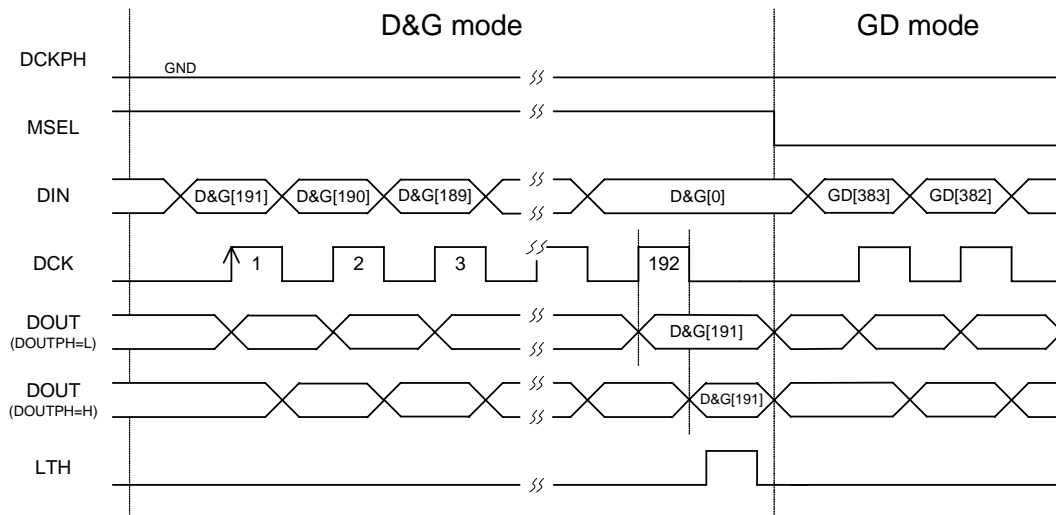 D&G mode GD mode
DCKPH GND
MSEL
DIN D&G[191] D&G[190] D&G[189] D&G[0] GD[383] GD[382]
DCK 1 2 3 192
DOUT
(DOUTPH=L) D&G[191]
DOUT
(DOUTPH=H) D&G[191]
LTH